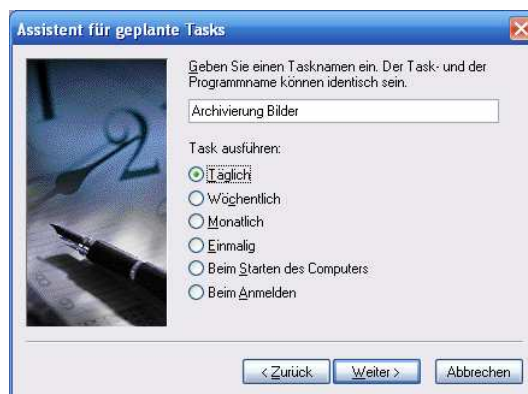 Assistent für geplante Tasks
Geben Sie einen Tasknamen ein. Der Task- und der
Programmname können identisch sein.
Archivierung Bilder
Task ausführen:
Täglich
Wöchentlich
Monatlich
Einmalig
Beim Starten des Computers
Beim Anmelden
< Zurück
Weiter >
Abbrechen